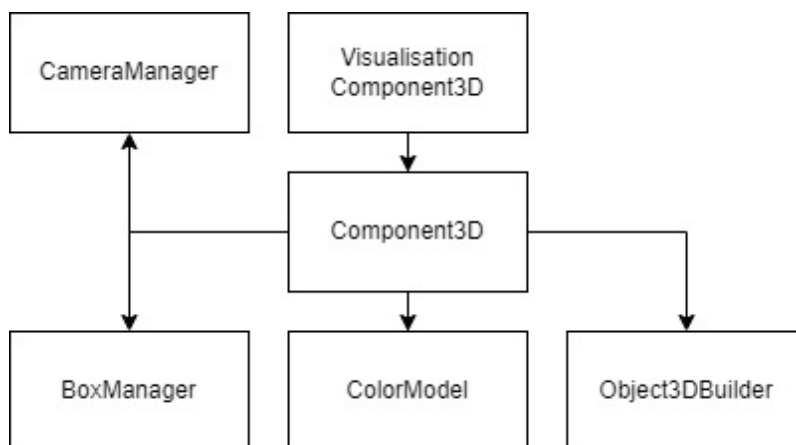 CameraManager
Visualisation
Component3D
Component3D
BoxManager
ColorModel
Object3DBuilder